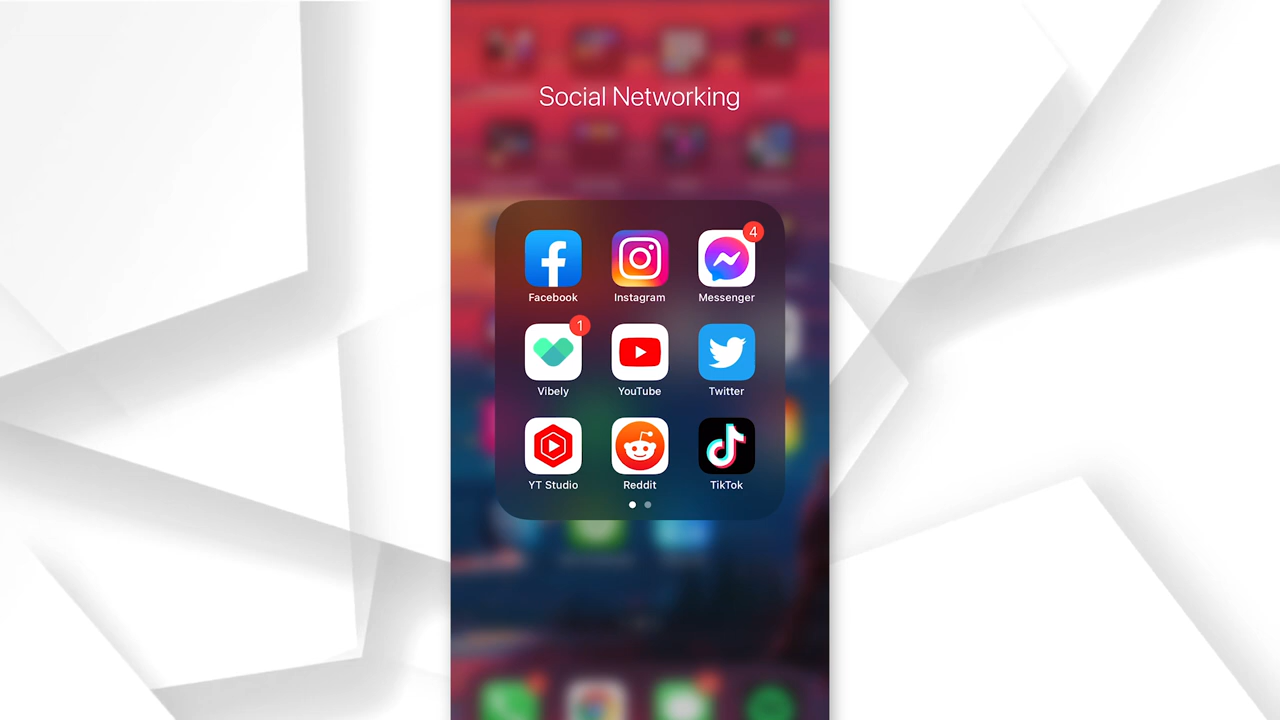 Social Networking
4
Facebook Instagram Messenger
1
Vibely YouTube Twitter
YT Studio Reddit TikTok